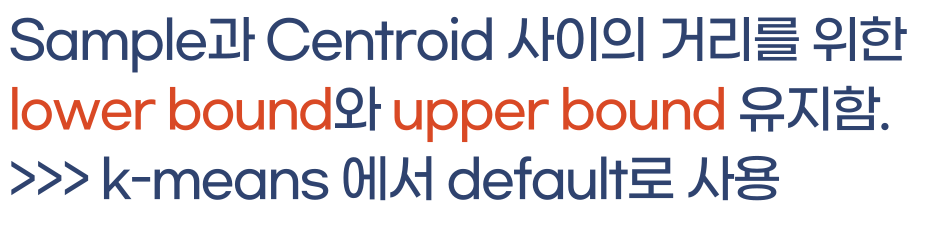 Sample과 Centroid 사이의 거리를 위한
lower bound와 upper bound 유지함.
>>> k-means 에서 default로 사용